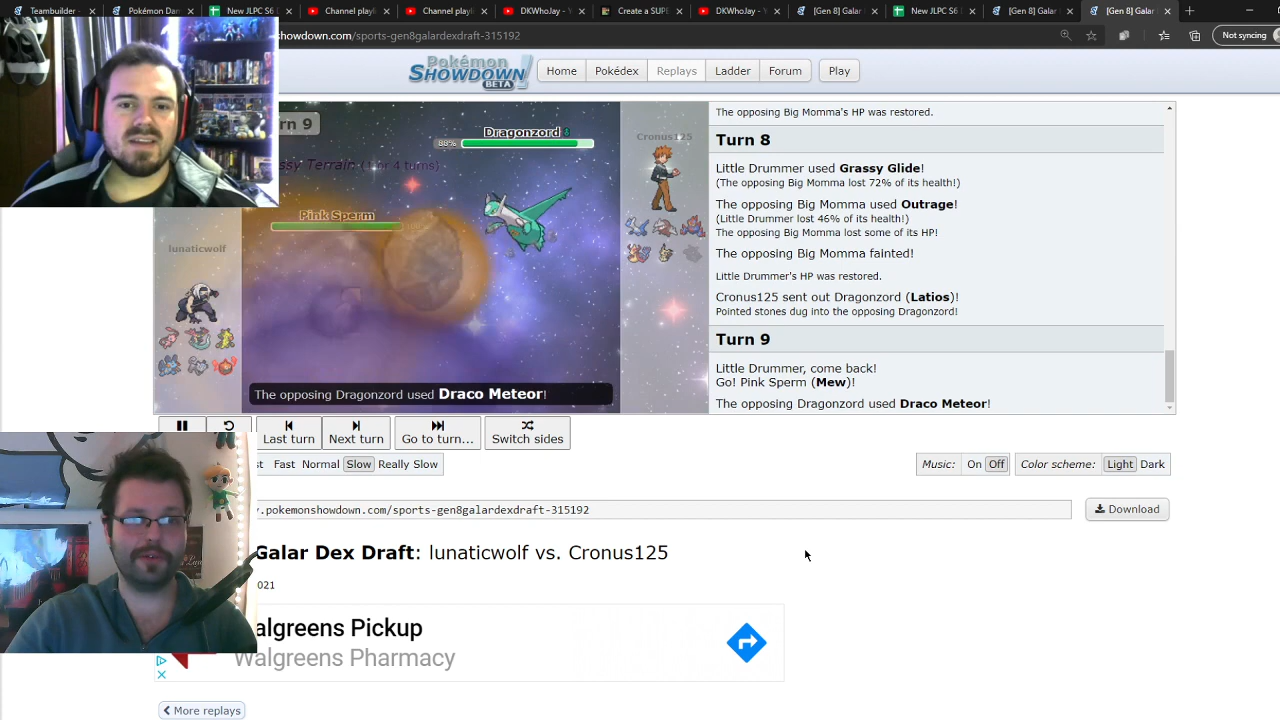 Teambuilder -
Pokémon Dam
New JLPC S6
Channel playli
Channel playli
DKWhoJay - Y
Create a SUPE
DKWhoJay - Y
[Gen 8] Galar
New JLPC S6
[Gen 8] Galar
[Gen 8] Galar
howdown.com/sports-gen8galardexdraft-315192
Not syncing
Pokémon
SHOWDOWN
BETA
Home
Pokédex
Replays
Ladder
Forum
Play
rn 9
ssy Terrain (1 or 4 turns)
Dragonzord
88%
Pink Sperm
lunaticwolf
Cronus125
The opposing Dragonzord used Draco Meteor!
The opposing Big Momma's HP was restored.
Turn 8
Little Drummer used Grassy Glide!
(The opposing Big Momma lost 72% of its health!)
The opposing Big Momma used Outrage!
(Little Drummer lost 46% of its health!)
The opposing Big Momma lost some of its HP!
The opposing Big Momma fainted!
Little Drummer's HP was restored.
Cronus125 sent out Dragonzord (Latios)!
Pointed stones dug into the opposing Dragonzord!
Turn 9
Little Drummer, come back!
Go! Pink Sperm (Mew)!
The opposing Dragonzord used Draco Meteor!
Last turn
Next turn
Go to turn...
Switch sides
st
Fast
Normal
Slow
Really Slow
Music:
On
Off
Color scheme:
Light
Dark
y.pokemonshowdown.com/sports-gen8galardexdraft-315192
Download
Galar Dex Draft: lunaticwolf vs. Cronus125
021
algreens Pickup
Walgreens Pharmacy
More replays